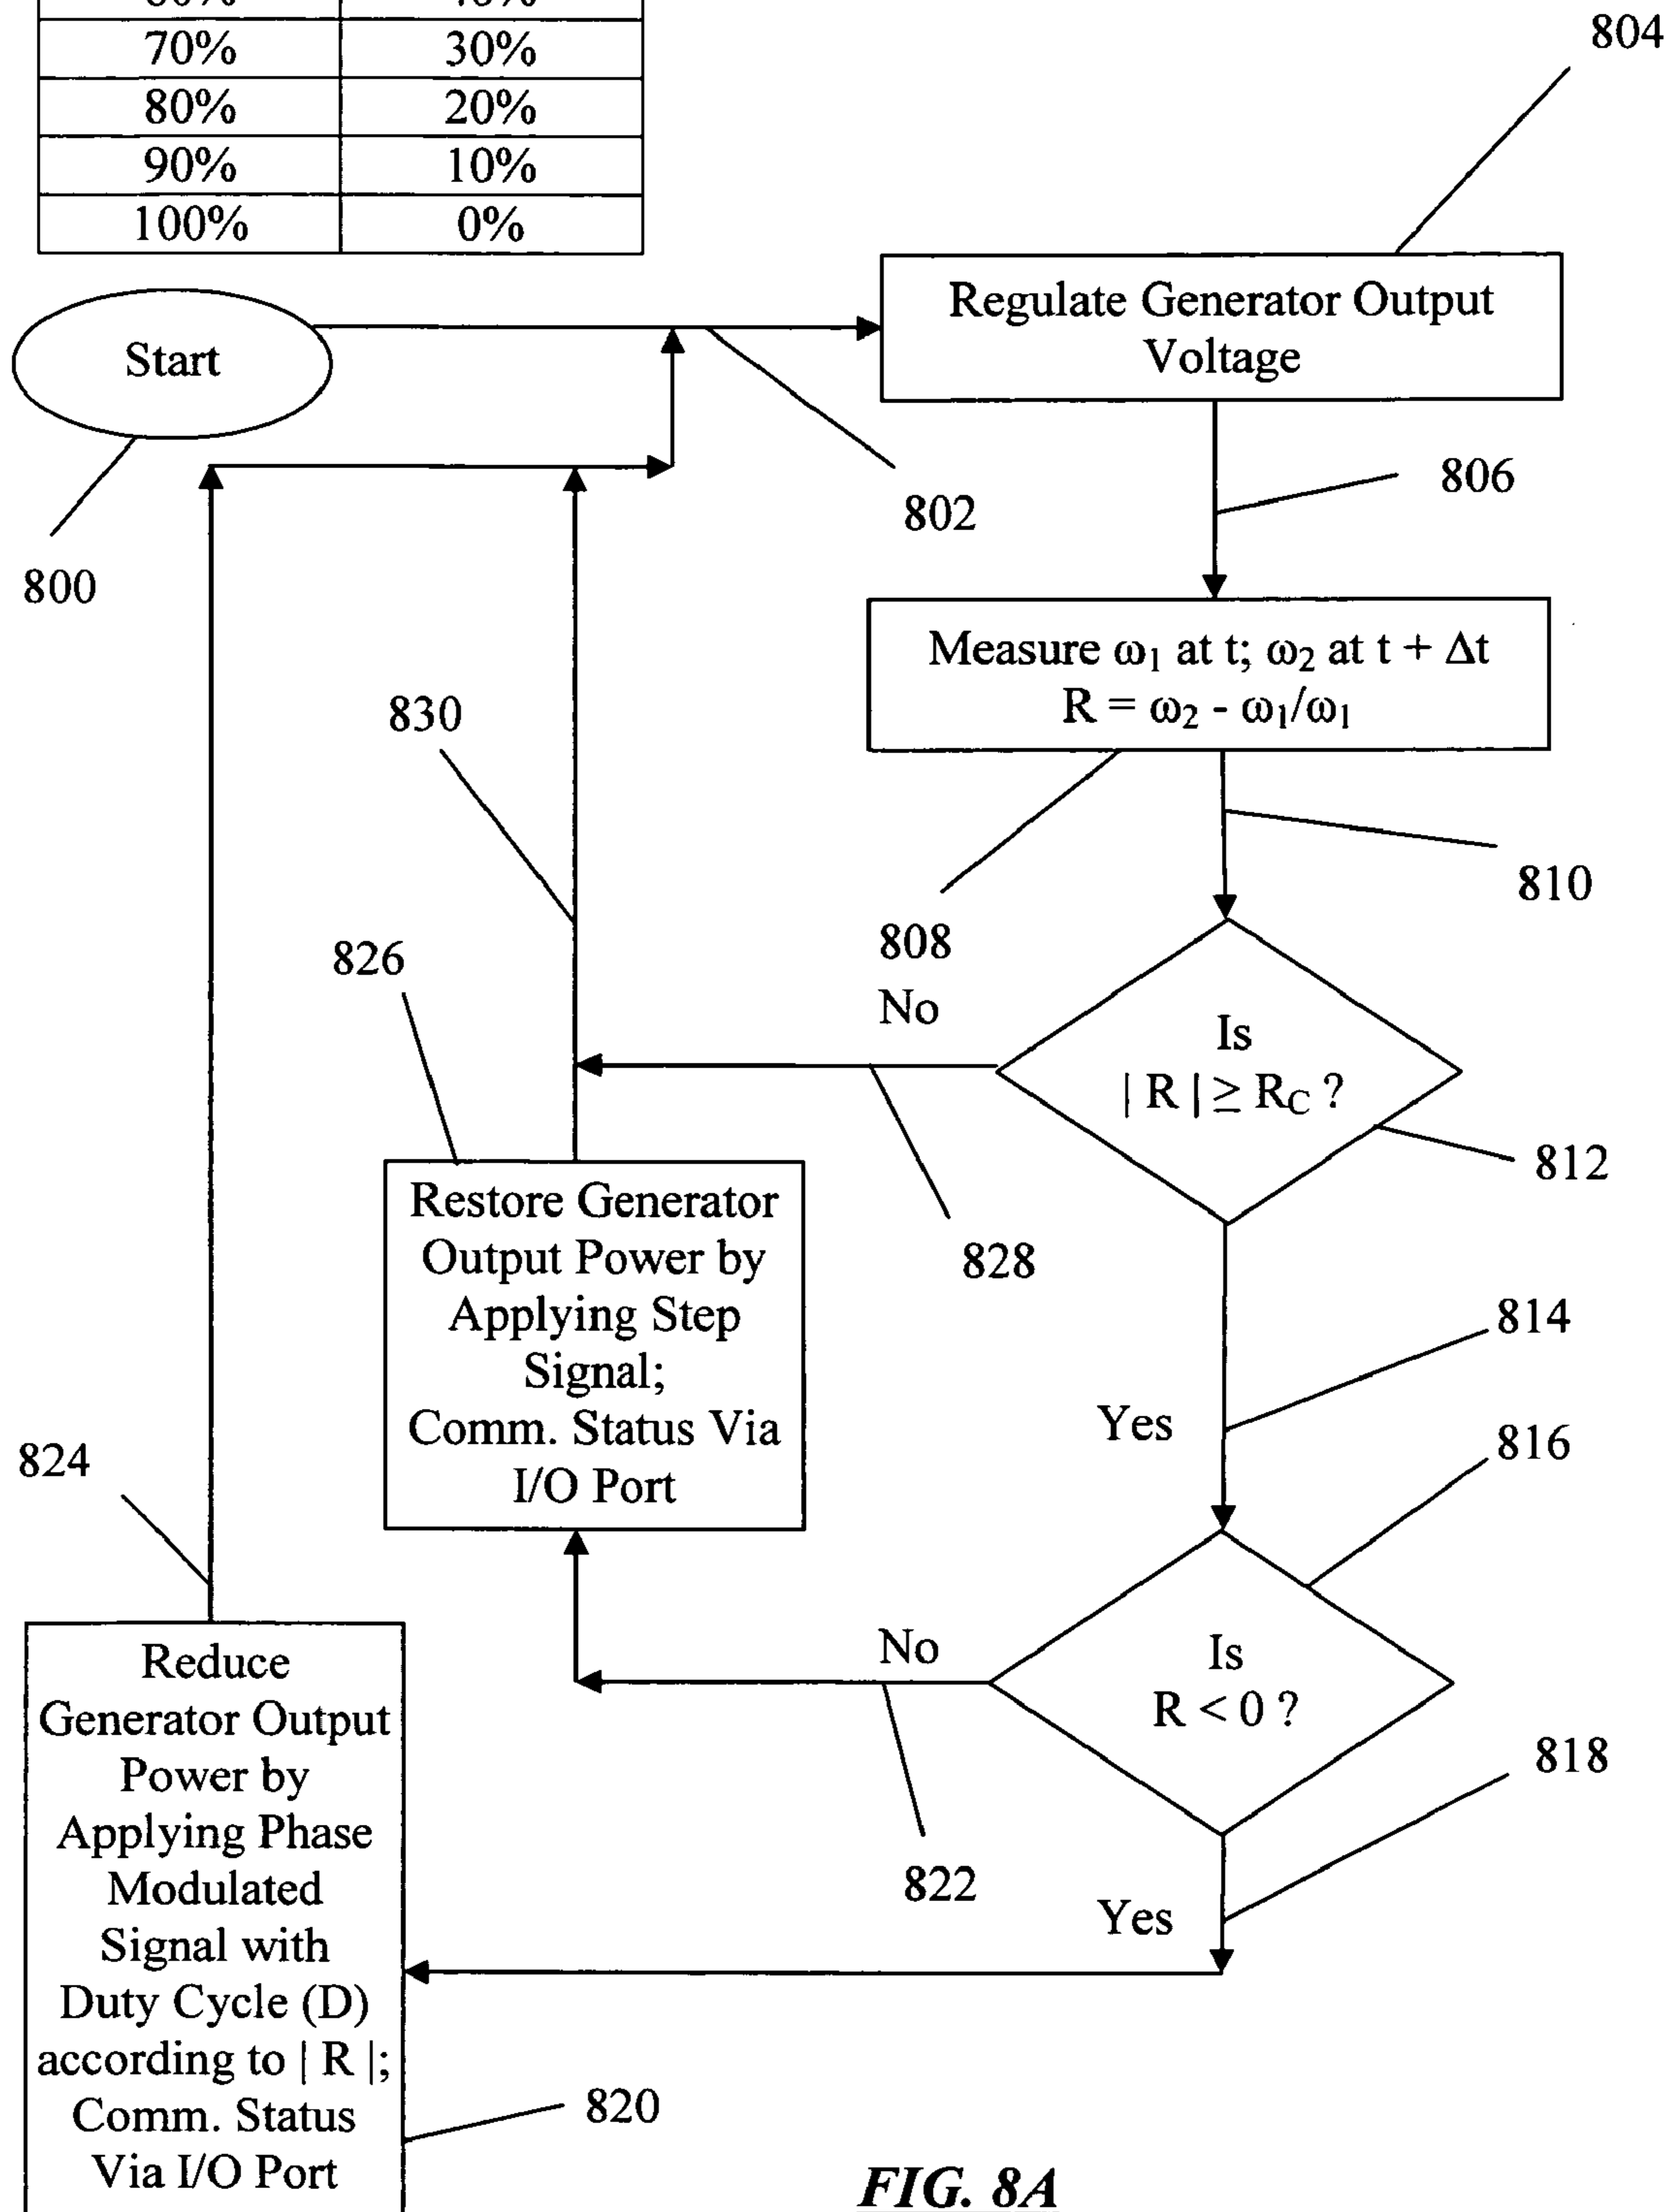 70% 30%
80% 20%
90% 10%
100% 0%
804
Start
Regulate Generator Output
Voltage
800
802
806
Measure ω1 at t; ω2 at t + Δt
R = ω2 - ω1/ω1
830
808
810
826
No
Is
| R | ≥ RC ?
812
Restore Generator
Output Power by
Applying Step
Signal;
Comm. Status Via
I/O Port
828
814
Yes
816
824
No
Is
R < 0 ?
822
818
Yes
Reduce
Generator Output
Power by
Applying Phase
Modulated
Signal with
Duty Cycle (D)
according to | R |;
Comm. Status
Via I/O Port
820
FIG. 8A